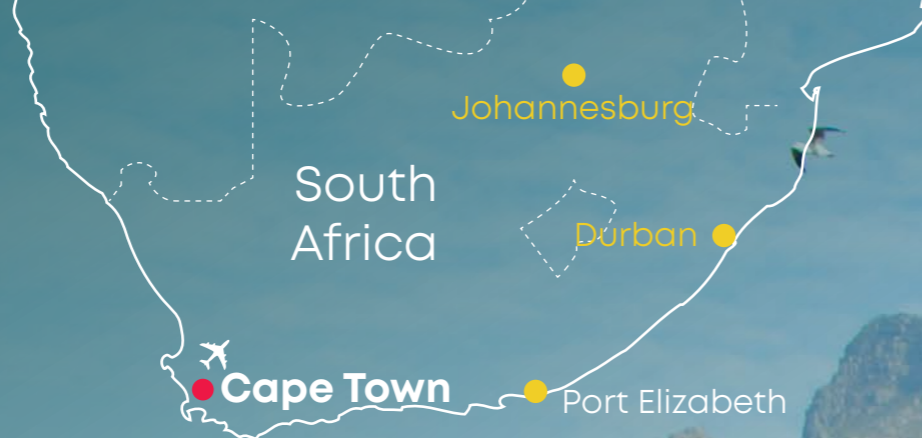 Johannesburg
South
Africa
Durban
Cape Town
Port Elizabeth